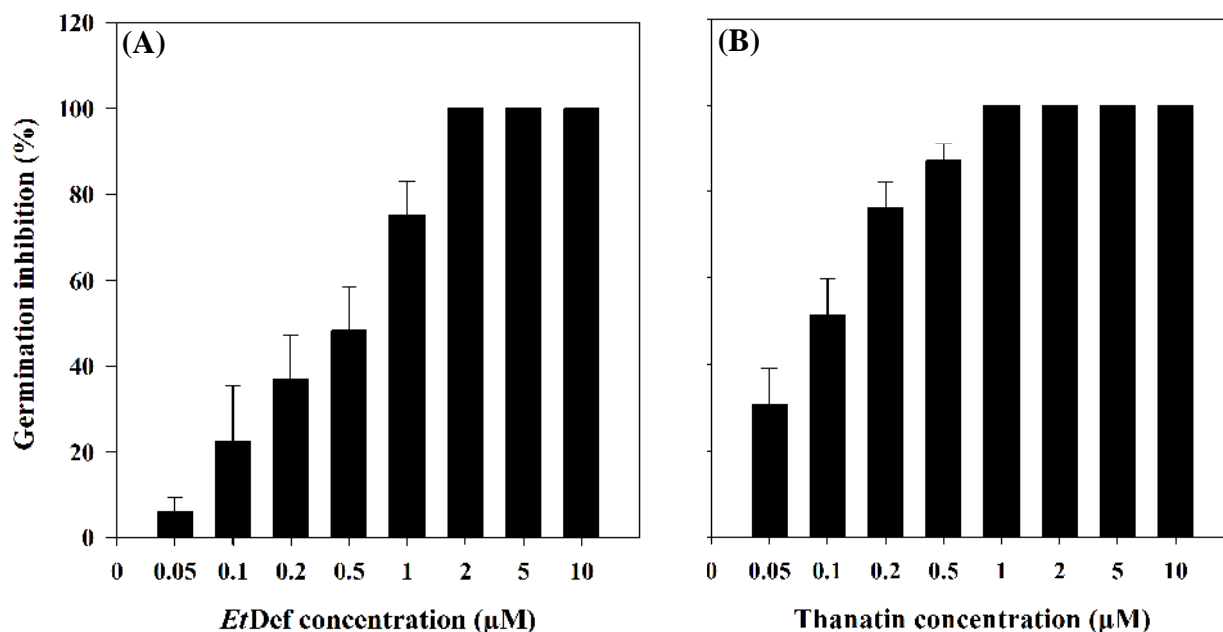 (A)
(B)
Germination inhibition (%)
120
100
80
60
40
20
0
0 0.05 0.1 0.2 0.5 1 2 5 10
0 0.05 0.1 0.2 0.5 1 2 5 10
EtDef concentration (µM)
Thanatin concentration (µM)